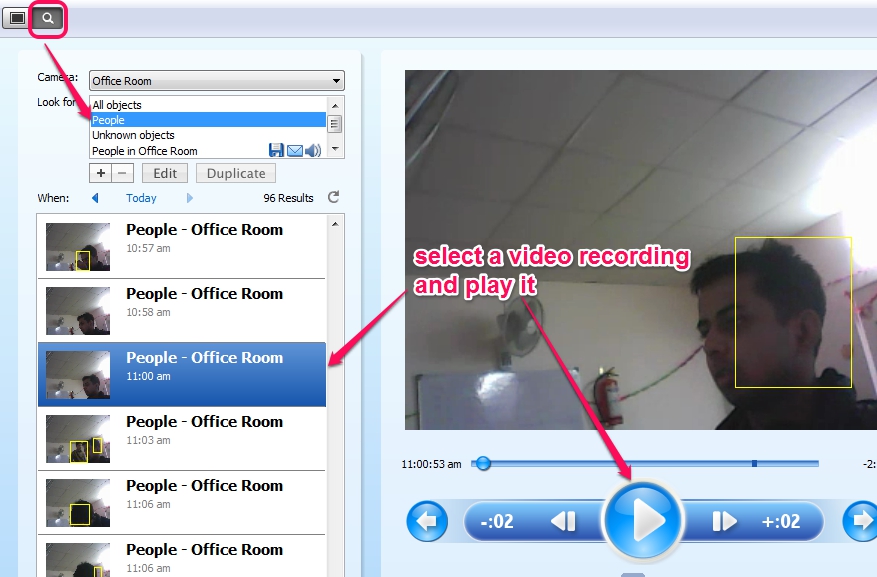 Camera:
Office Room
Look for
All objects
People
Unknown objects
People in Office Room
+
−
Edit
Duplicate
When:
Today
96 Results
People - Office Room
10:57 am
People - Office Room
10:58 am
People - Office Room
11:00 am
People - Office Room
11:03 am
People - Office Room
11:06 am
People - Office Room
11:06 am
select a video recording
and play it
11:00:53 am
-2:
-:02
+:02